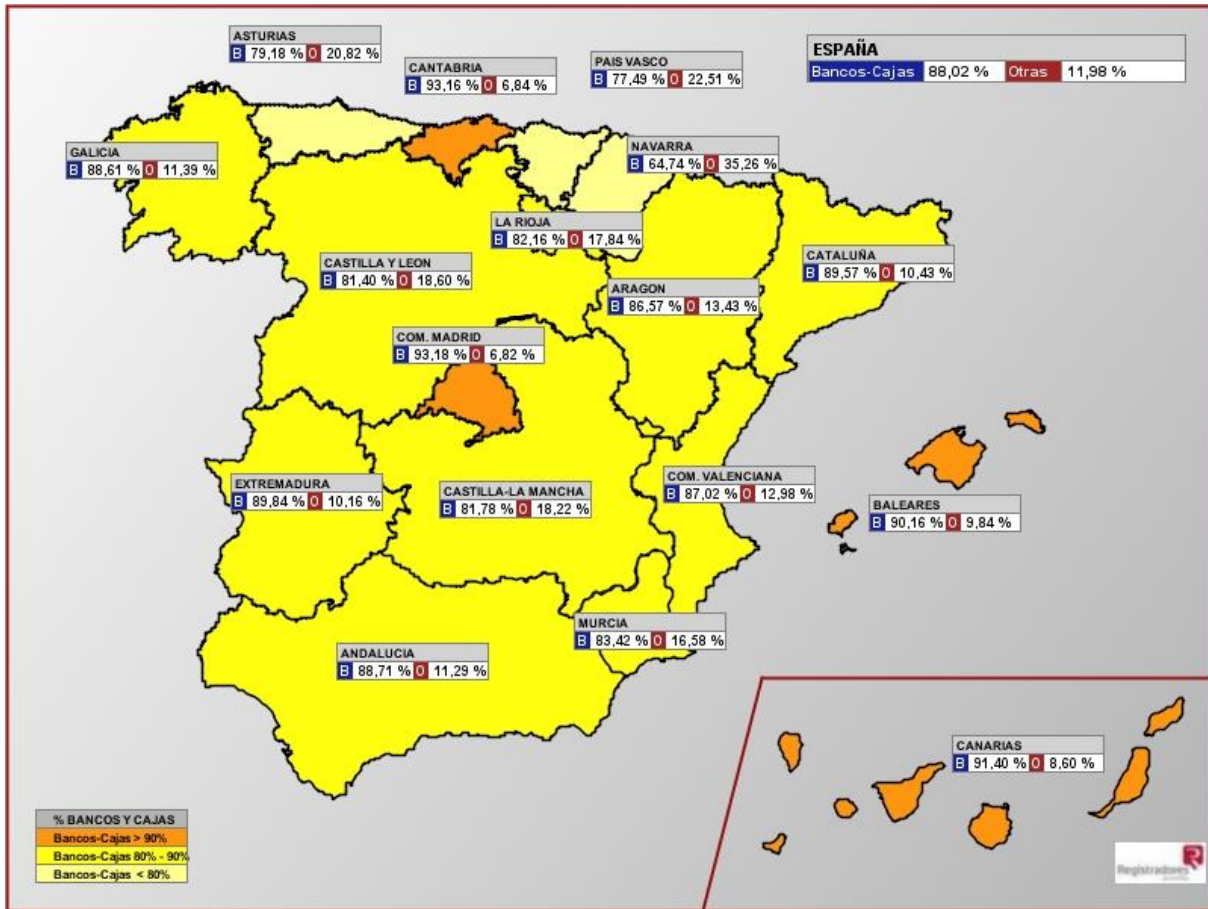 ASTURIAS
B 79,18 % O 20,82 %
CANTABRIA
B 93,16 % O 6,84 %
PAIS VASCO
B 77,49 % O 22,51 %
ESPAÑA
Bancos-Cajas 88,02 % Otras 11,98 %
GALICIA
B 88,61 % O 11,39 %
NAVARRA
B 64,74 % O 35,26 %
LA RIOJA
B 82,16 % O 17,84 %
CASTILLA Y LEON
B 81,40 % O 18,60 %
CATALUÑA
B 89,57 % O 10,43 %
ARAGON
B 86,57 % O 13,43 %
COM. MADRID
B 93,18 % O 6,82 %
EXTREMADURA
B 89,84 % O 10,16 %
CASTILLA-LA MANCHA
B 81,78 % O 18,22 %
COM. VALENCIANA
B 87,02 % O 12,98 %
BALEARES
B 90,16 % O 9,84 %
MURCIA
B 83,42 % O 16,58 %
ANDALUCIA
B 88,71 % O 11,29 %
CANARIAS
B 91,40 % O 8,60 %
% BANCOS Y CAJAS
Bancos-Cajas > 90%
Bancos-Cajas 80% - 90%
Bancos-Cajas < 80%
Registradores